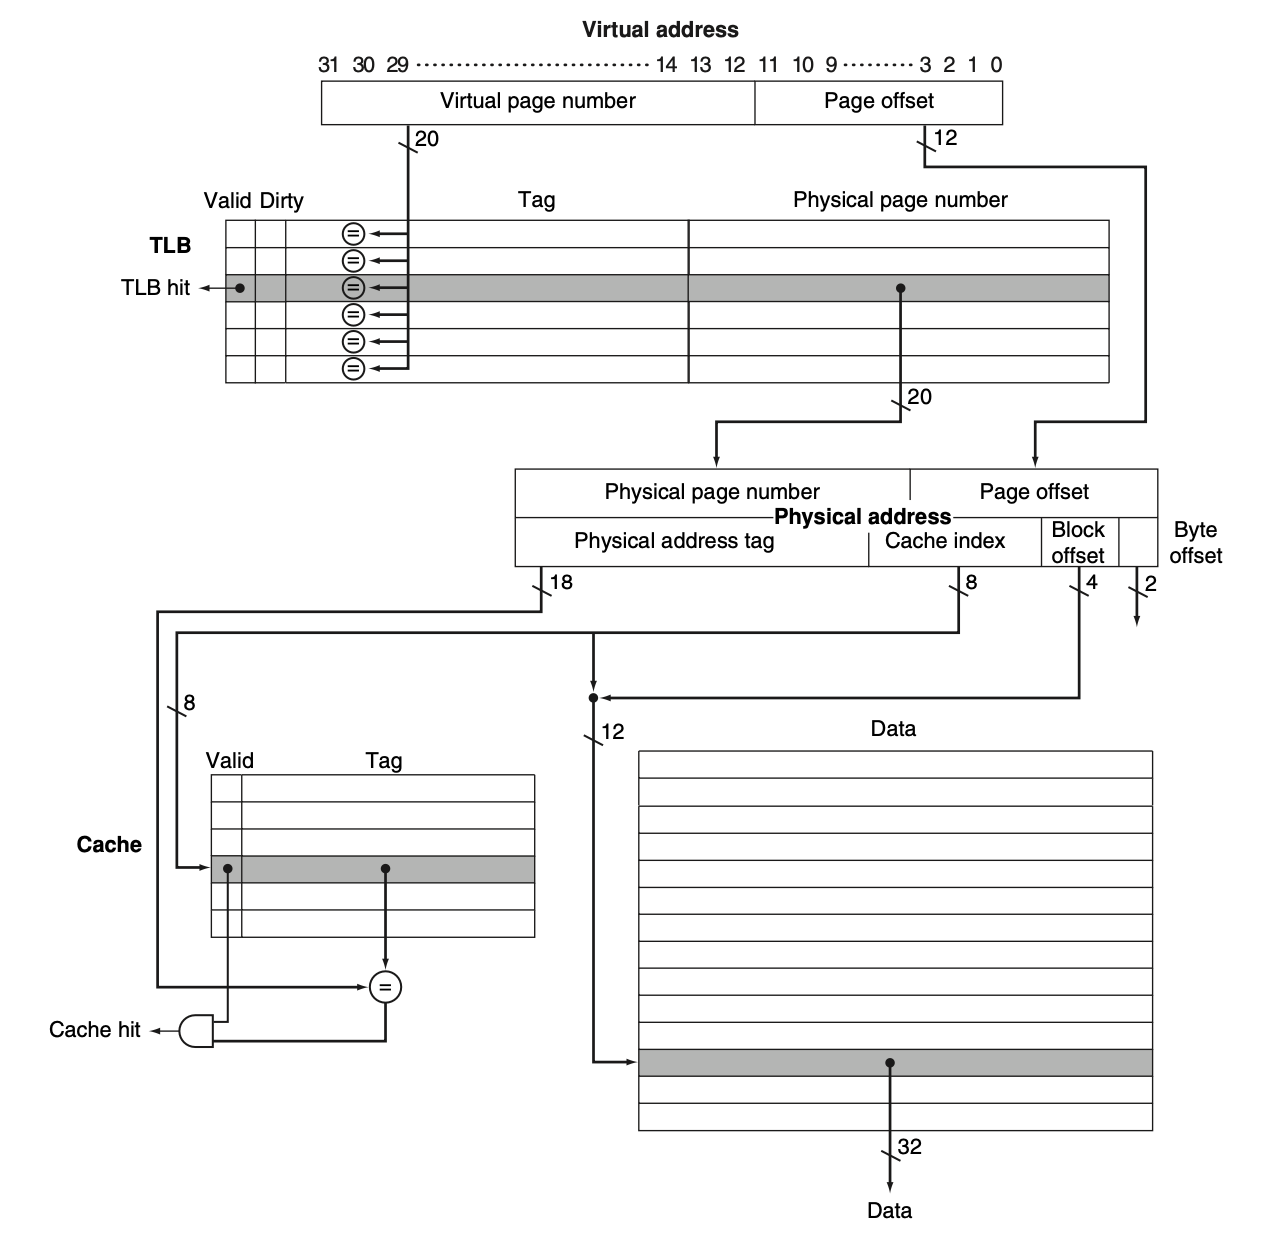 Virtual address
31 30 29 ·························· 14 13 12 11 10 9 ········· 3 2 1 0
Virtual page number Page offset
20 12
Valid Dirty Tag Physical page number
TLB
TLB hit
=
=
=
=
=
=
20
Physical page number Page offset
Physical address
Physical address tag Cache index Block offset Byte offset
18 8 4 2
8
12
Data
Valid Tag
Cache
=
Cache hit
32
Data